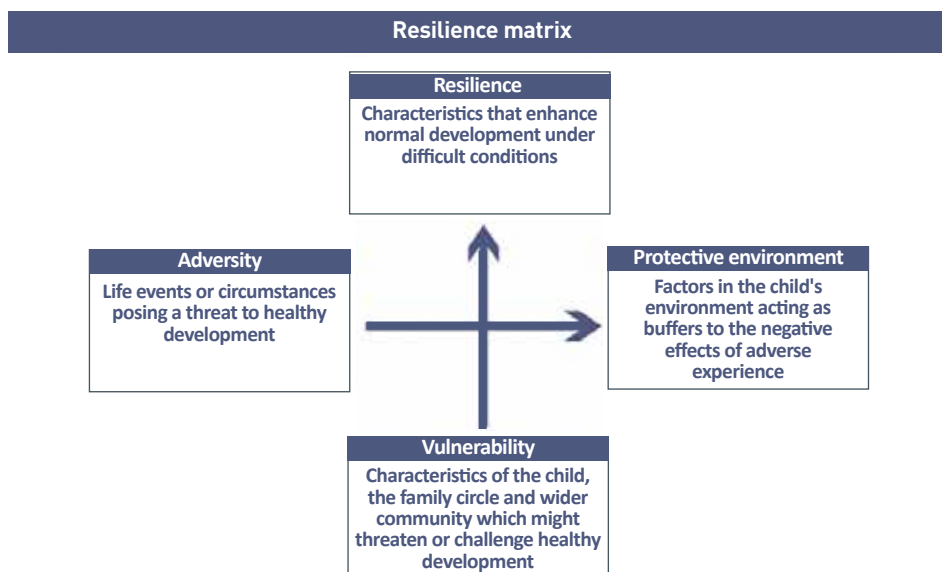 Resilience matrix
Resilience
Characteristics that enhance
normal development under
difficult conditions
Adversity
Life events or circumstances
posing a threat to healthy
development
Protective environment
Factors in the child's
environment acting as
buffers to the negative
effects of adverse
experience
Vulnerability
Characteristics of the child,
the family circle and wider
community which might
threaten or challenge healthy
development